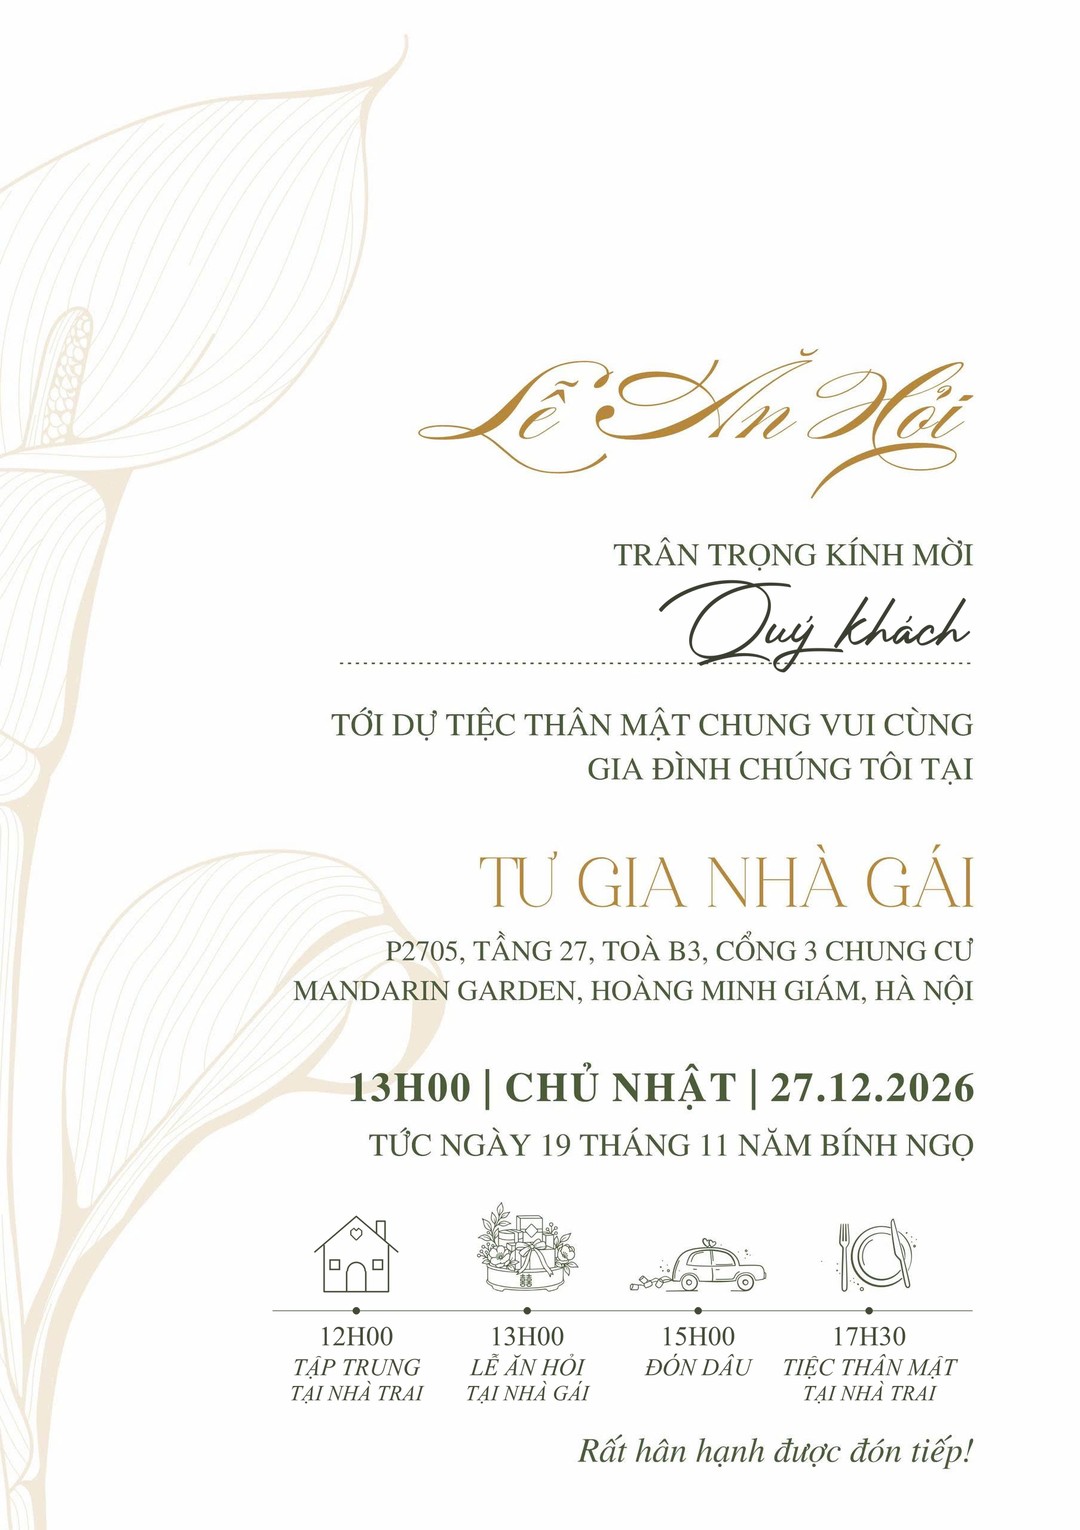 Lễ Ăn Hỏi
TRÂN TRỌNG KÍNH MỜI
Quý khách
TỚI DỰ TIỆC THÂN MẬT CHUNG VUI CÙNG
GIA ĐÌNH CHÚNG TÔI TẠI
TƯ GIA NHÀ GÁI
P2705, TẦNG 27, TOÀ B3, CỔNG 3 CHUNG CƯ
MANDARIN GARDEN, HOÀNG MINH GIÁM, HÀ NỘI
13H00 | CHỦ NHẬT | 27.12.2026
TỨC NGÀY 19 THÁNG 11 NĂM BÍNH NGỌ
囍
12H00
TẬP TRUNG
TẠI NHÀ TRAI
13H00
LỄ ĂN HỎI
TẠI NHÀ GÁI
15H00
ĐÓN DÂU
17H30
TIỆC THÂN MẬT
TẠI NHÀ TRAI
Rất hân hạnh được đón tiếp!